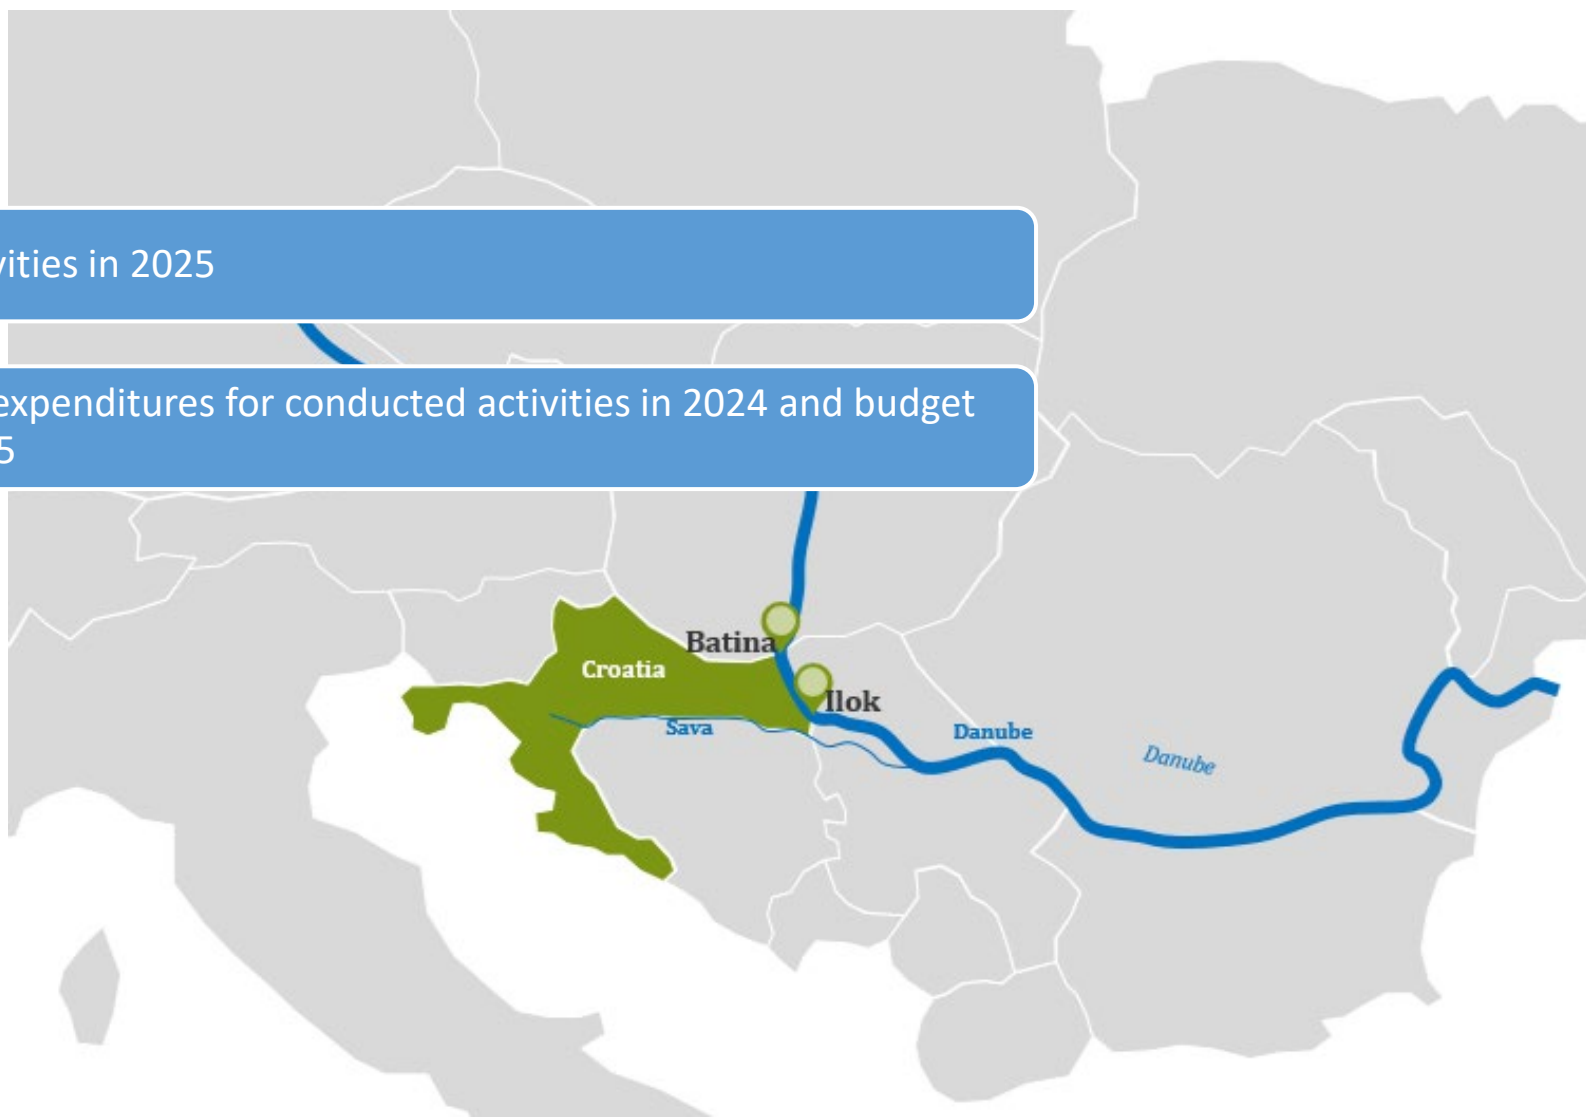 vities in 2025
expenditures for conducted activities in 2024 and budget
5
Batina
Croatia
Ilok
Sava
Danube
Danube